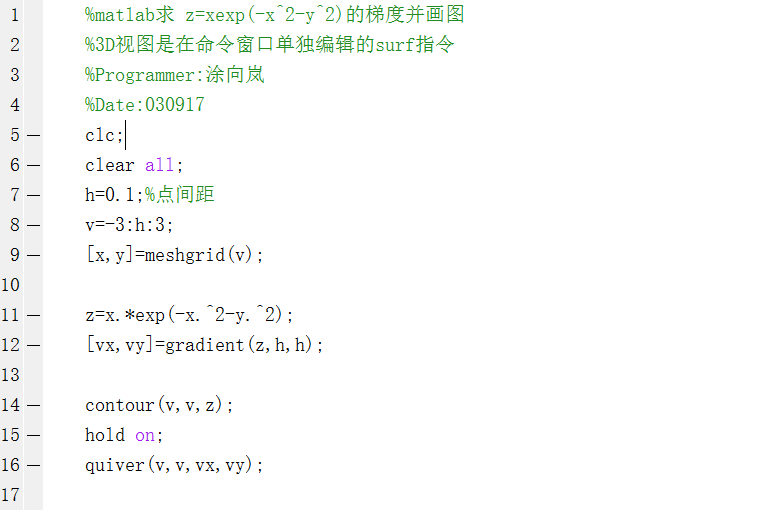 1 %matlab求 z=xexp(-x^2-y^2)的梯度并画图
2 %3D视图是在命令窗口单独编辑的surf指令
3 %Programmer:涂向岚
4 %Date:030917
5 — clc;
6 — clear all;
7 — h=0.1;%点间距
8 — v=-3:h:3;
9 — [x,y]=meshgrid(v);
10
11 — z=x.*exp(-x.^2-y.^2);
12 — [vx,vy]=gradient(z,h,h);
13
14 — contour(v,v,z);
15 — hold on;
16 — quiver(v,v,vx,vy);
17